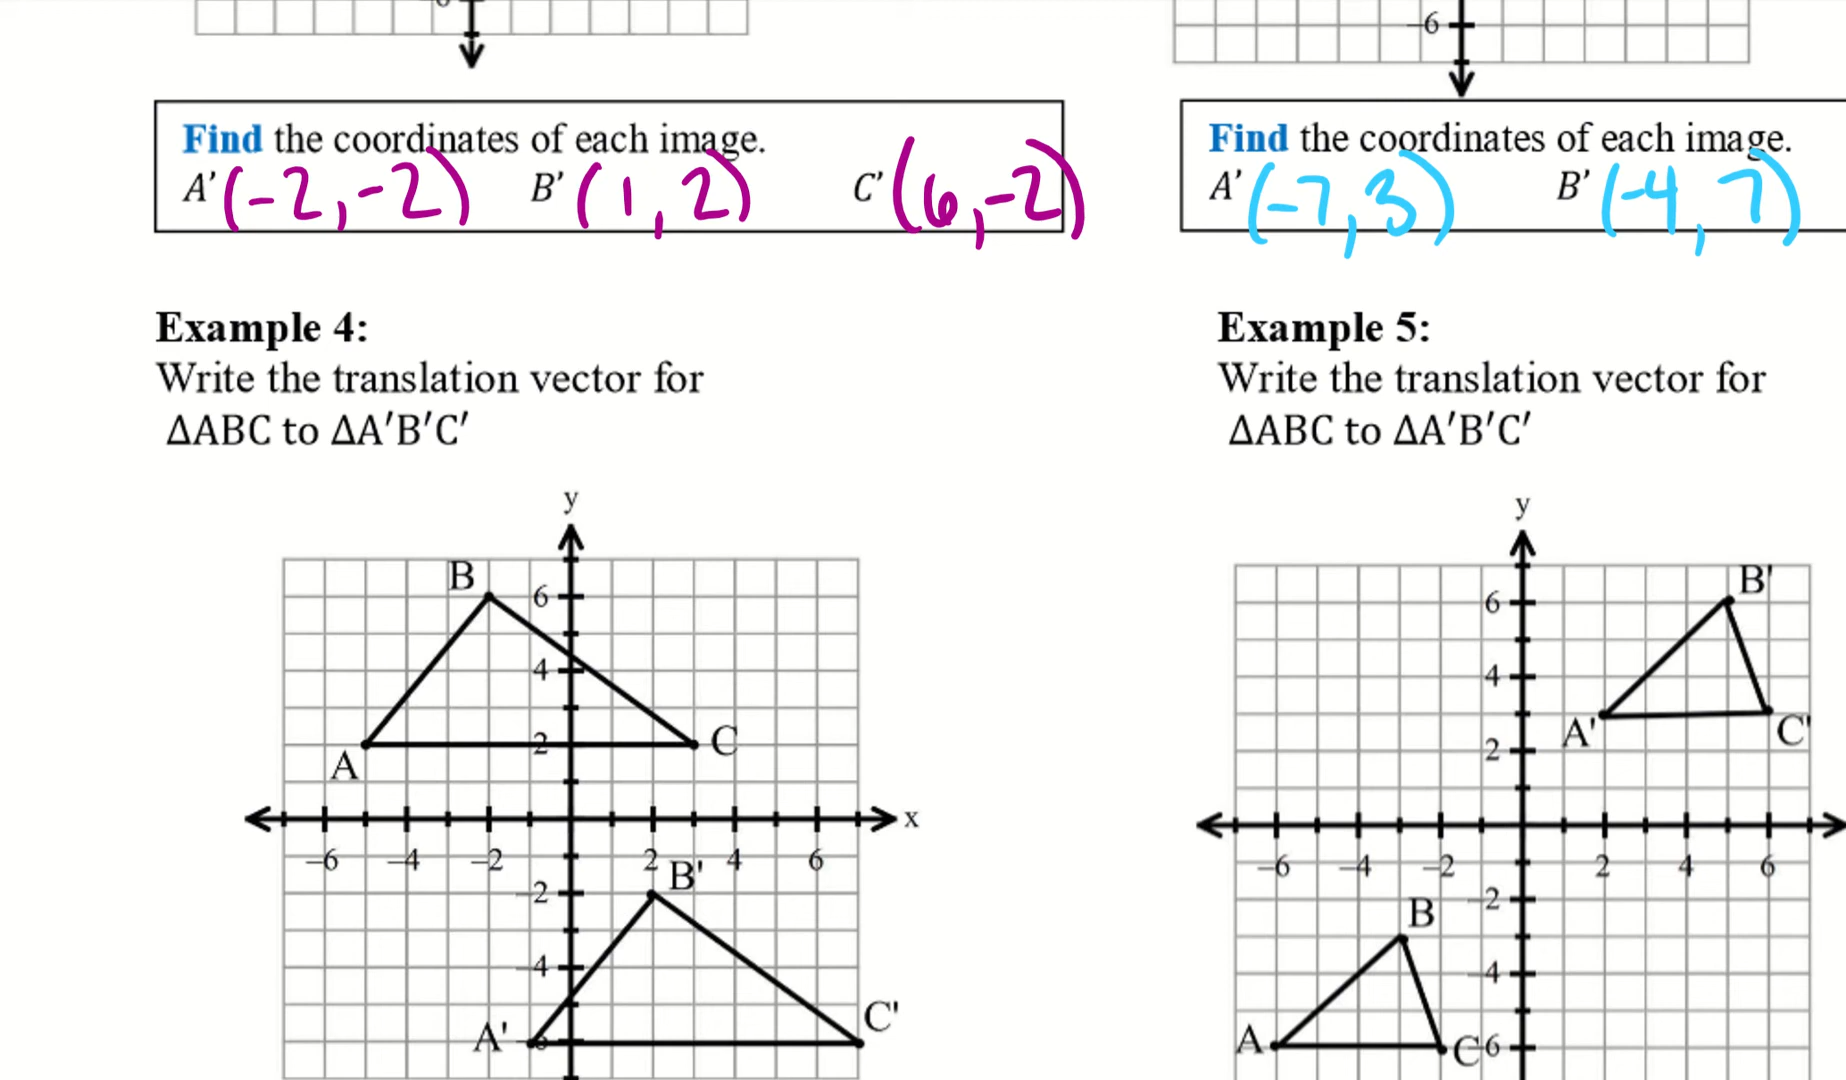 -6
Find the coordinates of each image.
A′ (-2, -2) B′ (1, 2) C′ (6, -2)
Find the coordinates of each image.
A′ (-7, 3) B′ (-4, 7)
Example 4:
Write the translation vector for
ΔABC to ΔA′B′C′
Example 5:
Write the translation vector for
ΔABC to ΔA′B′C′
y
B
6
4
2
A
C
x
-6 -4 -2 2 4 6
B'
-2
-4
A'
C'
y
B'
6
4
A'
C'
2
-6 -4 -2 2 4 6
B
-2
-4
A
C
-6